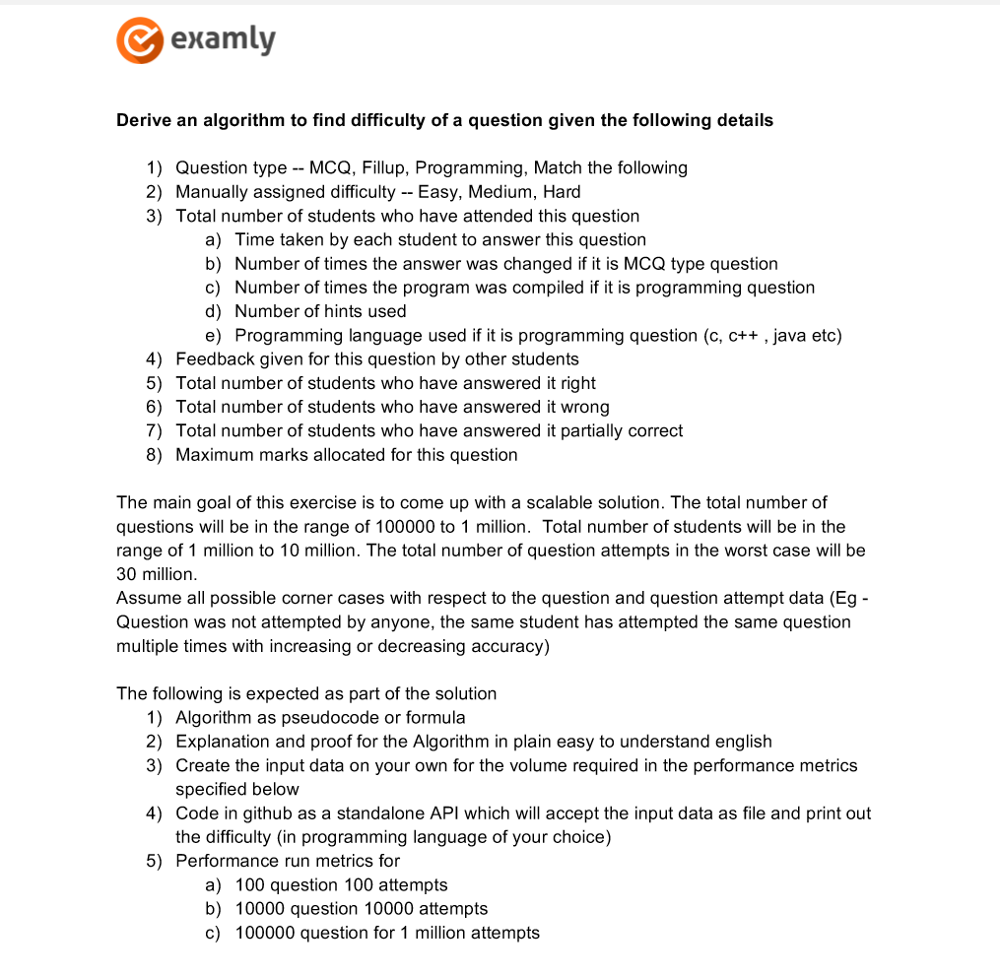 examly
Derive an algorithm to find difficulty of a question given the following details
1) Question type -- MCQ, Fillup, Programming, Match the following
2) Manually assigned difficulty -- Easy, Medium, Hard
3) Total number of students who have attended this question
a) Time taken by each student to answer this question
b) Number of times the answer was changed if it is MCQ type question
c) Number of times the program was compiled if it is programming question
d) Number of hints used
e) Programming language used if it is programming question (c, c++ , java etc)
4) Feedback given for this question by other students
5) Total number of students who have answered it right
6) Total number of students who have answered it wrong
7) Total number of students who have answered it partially correct
8) Maximum marks allocated for this question
The main goal of this exercise is to come up with a scalable solution. The total number of
questions will be in the range of 100000 to 1 million.  Total number of students will be in the
range of 1 million to 10 million. The total number of question attempts in the worst case will be
30 million.
Assume all possible corner cases with respect to the question and question attempt data (Eg -
Question was not attempted by anyone, the same student has attempted the same question
multiple times with increasing or decreasing accuracy)
The following is expected as part of the solution
1) Algorithm as pseudocode or formula
2) Explanation and proof for the Algorithm in plain easy to understand english
3) Create the input data on your own for the volume required in the performance metrics
specified below
4) Code in github as a standalone API which will accept the input data as file and print out
the difficulty (in programming language of your choice)
5) Performance run metrics for
a) 100 question 100 attempts
b) 10000 question 10000 attempts
c) 100000 question for 1 million attempts